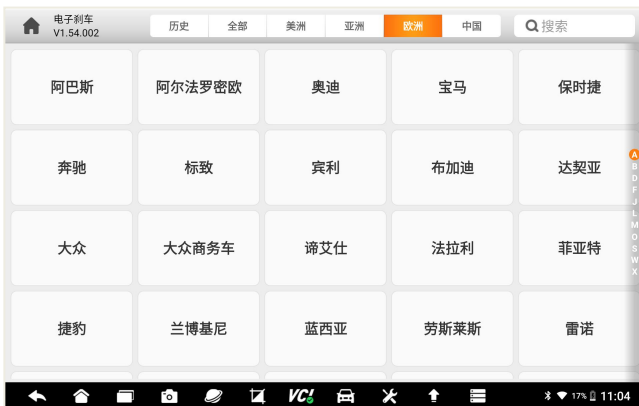 电子刹车
V1.54.002
历史 全部 美洲 亚洲 欧洲 中国 搜索
阿巴斯 阿尔法罗密欧 奥迪 宝马 保时捷
奔驰 标致 宾利 布加迪 达契亚
大众 大众商务车 谛艾仕 法拉利 菲亚特
捷豹 兰博基尼 蓝西亚 劳斯莱斯 雷诺
A
B
D
F
J
L
M
O
S
W
X
VCI 17% 11:04